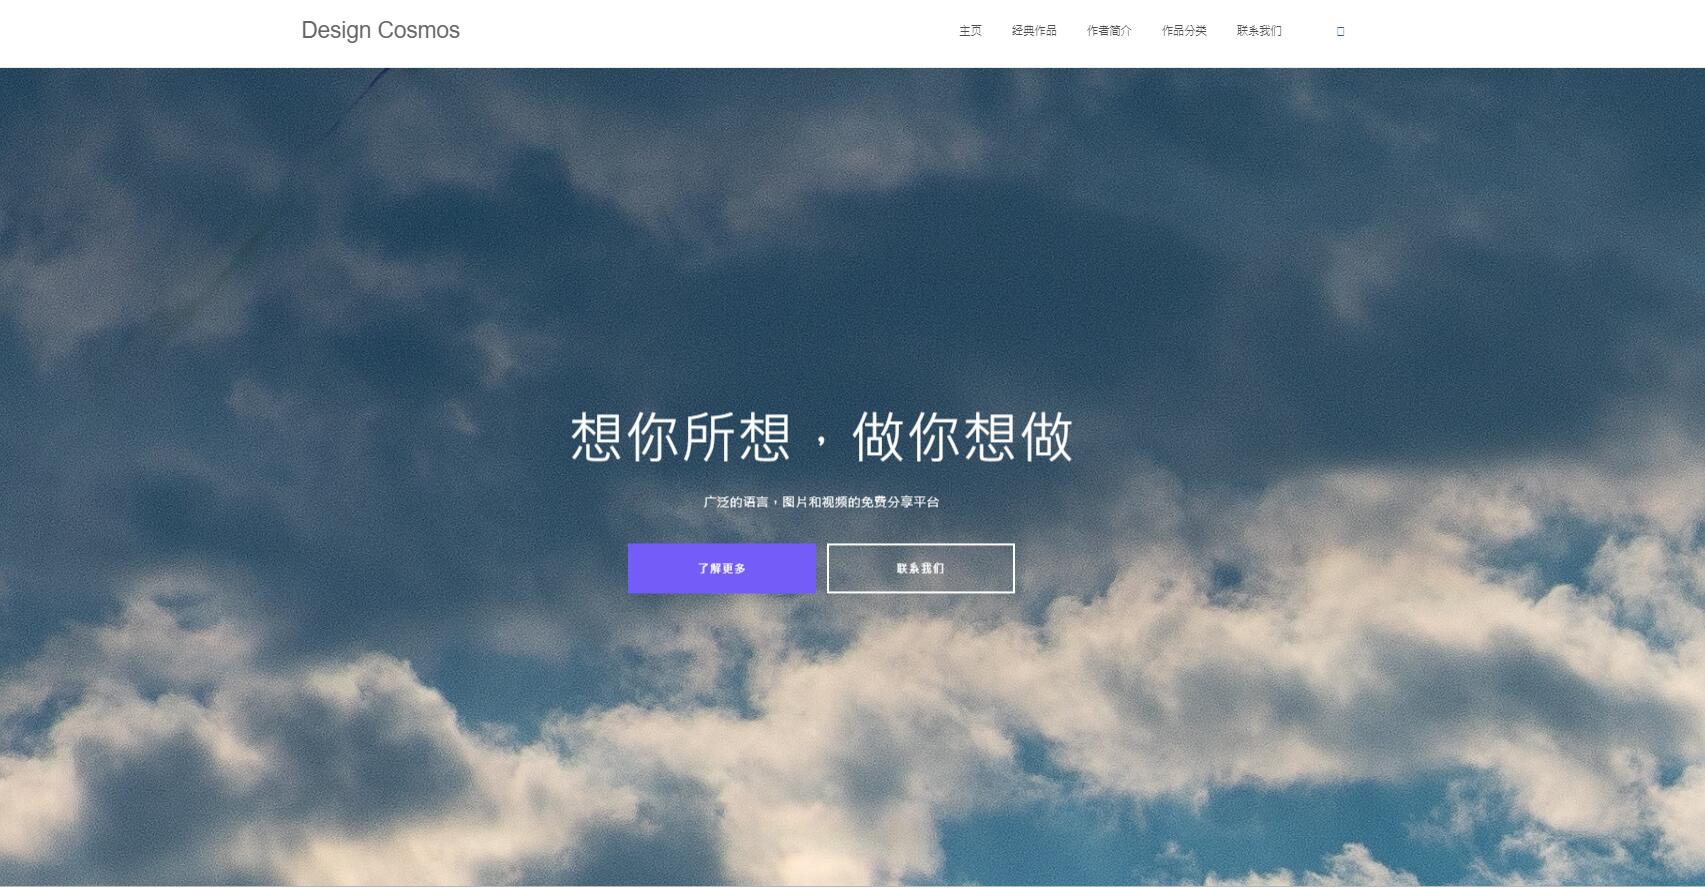 Design Cosmos
主页 经典作品 作者简介 作品分类 联系我们
想你所想，做你想做
广泛的语言，图片和视频的免费分享平台
了解更多 联系我们